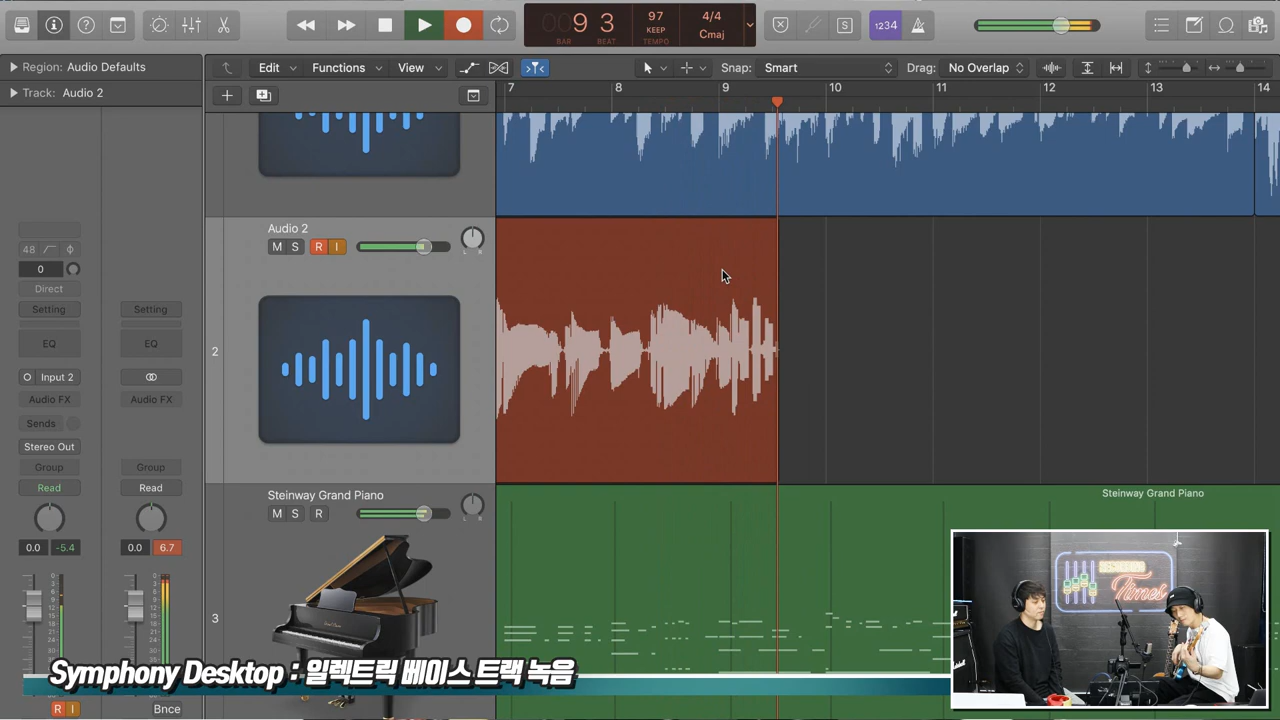 9 3
BAR BEAT
97
KEEP
TEMPO
4/4
Cmaj
S
1234
Region: Audio Defaults
Track: Audio 2
Edit
Functions
View
Snap: Smart
Drag: No Overlap
7 8 9 10 11 12 13 14
Audio 2
M S R I
L R
2
48
0
Direct
Setting
Setting
EQ
EQ
Input 2
Audio FX
Audio FX
Sends
Stereo Out
Group
Group
Read
Read
0.0 -5.4
0.0 6.7
R I
Bnce
Steinway Grand Piano
M S R
3
Steinway Grand Piano
Times
Symphony Desktop : 일렉트릭 베이스 트랙 녹음